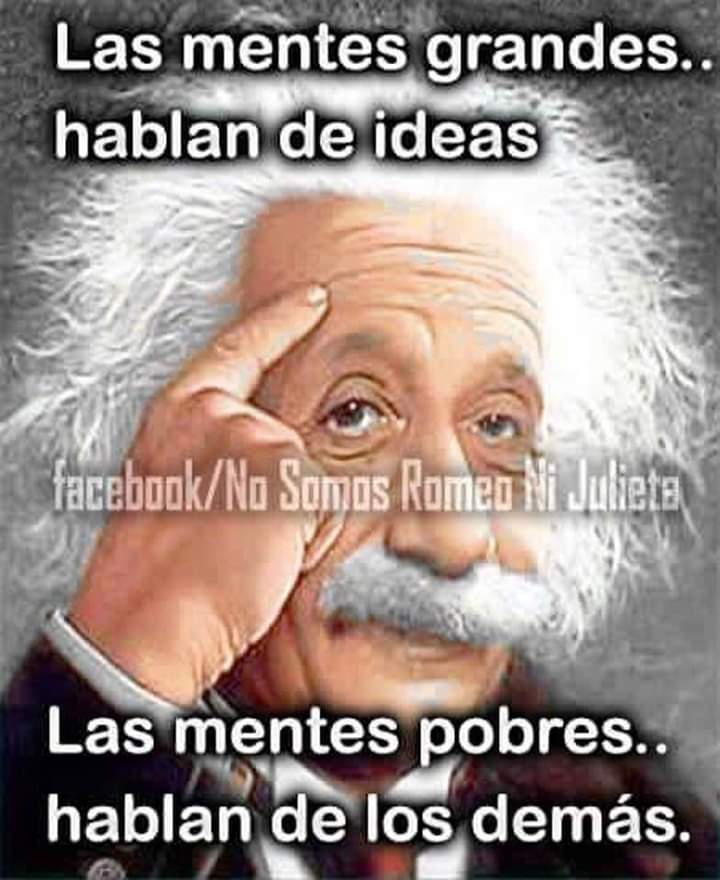 Las mentes grandes..
hablan de ideas
facebook/No Somos Romeo Ni Julieta
Las mentes pobres..
hablan de los demás.